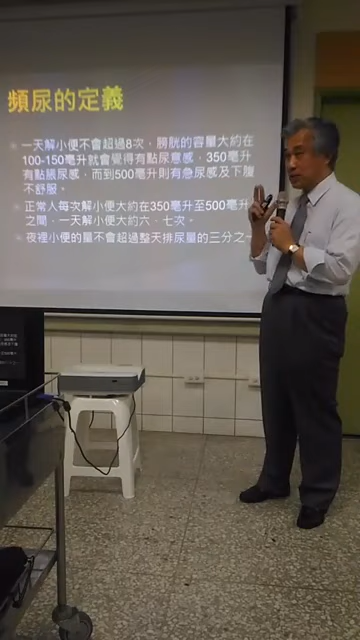 頻尿的定義
一天解小便不會超過8次，膀胱的容量大約在
100-150毫升就會覺得有點尿意感，350毫升
有點脹尿感，而到500毫升則有急尿感及下腹
不舒服。
正常人每次解小便大約在350毫升至500毫升
之間，一天解小便大約六，七次。
夜裡小便的量不會超過整天排尿量的三分之一